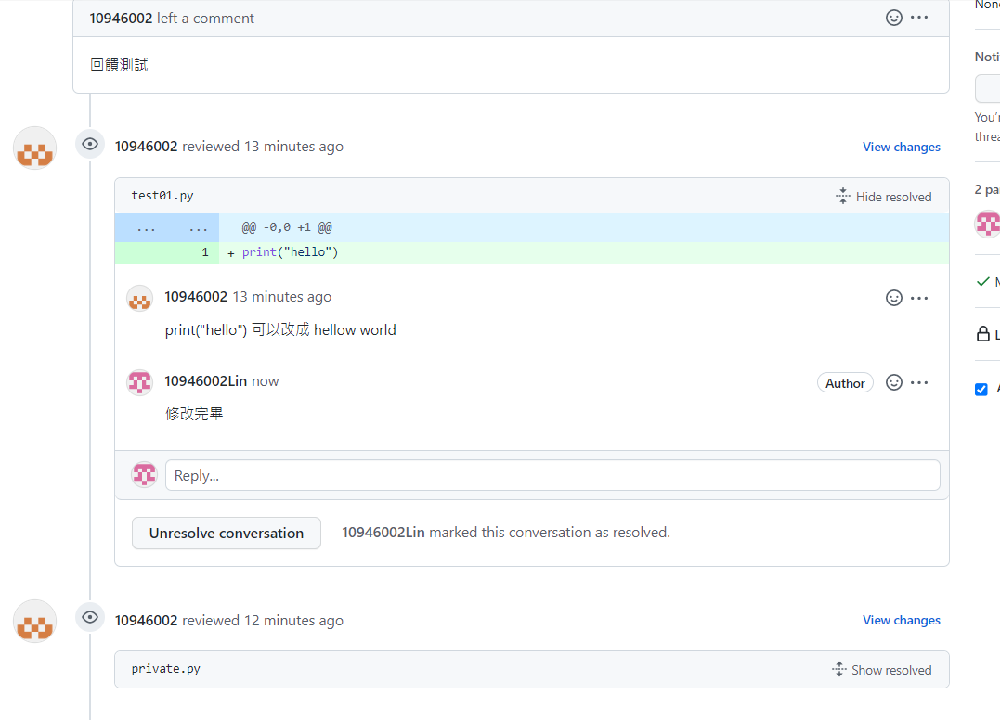 10946002 left a comment
回饋測試
None
Noti
You're
threa
10946002 reviewed 13 minutes ago
View changes
2 pa
test01.py
Hide resolved
... ... @@ -0,0 +1 @@
1 + print("hello")
10946002 13 minutes ago
print("hello") 可以改成 hellow world
10946002Lin now
Author
修改完畢
Reply...
Unresolve conversation
10946002Lin marked this conversation as resolved.
10946002 reviewed 12 minutes ago
View changes
private.py
Show resolved